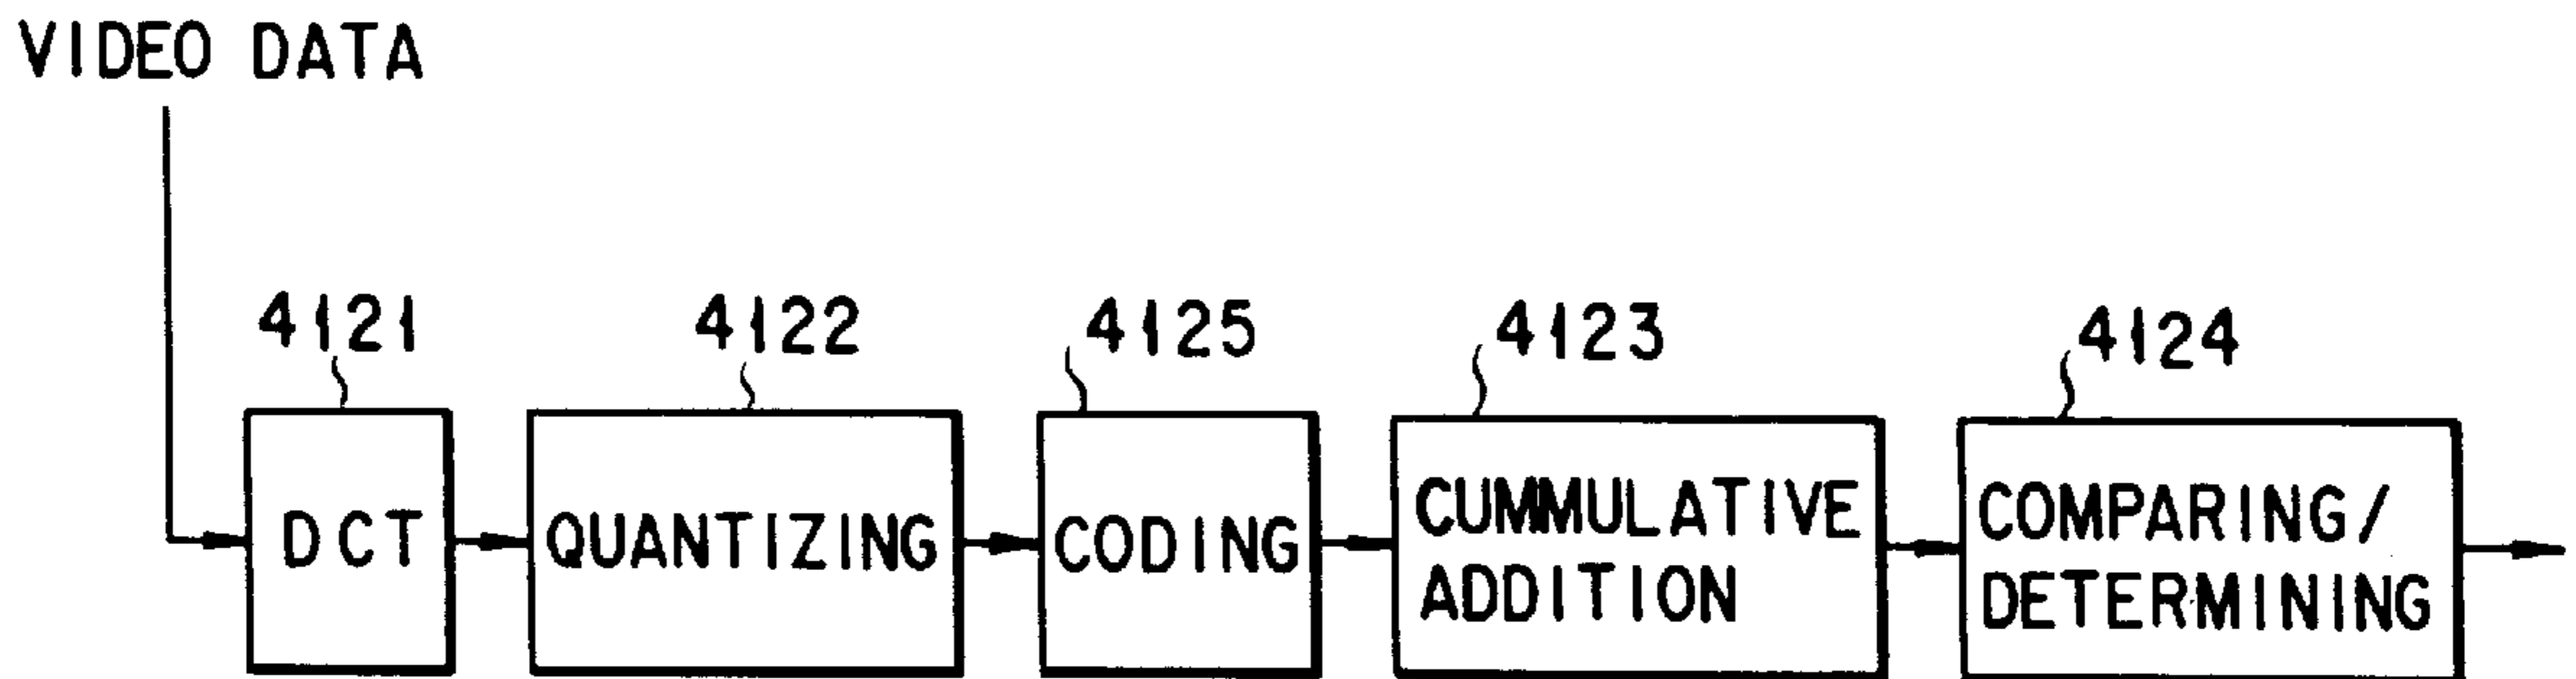 VIDEO DATA
4121
4122
4125
4123
4124
DCT
QUANTIZING
CODING
CUMMULATIVE
ADDITION
COMPARING/
DETERMINING